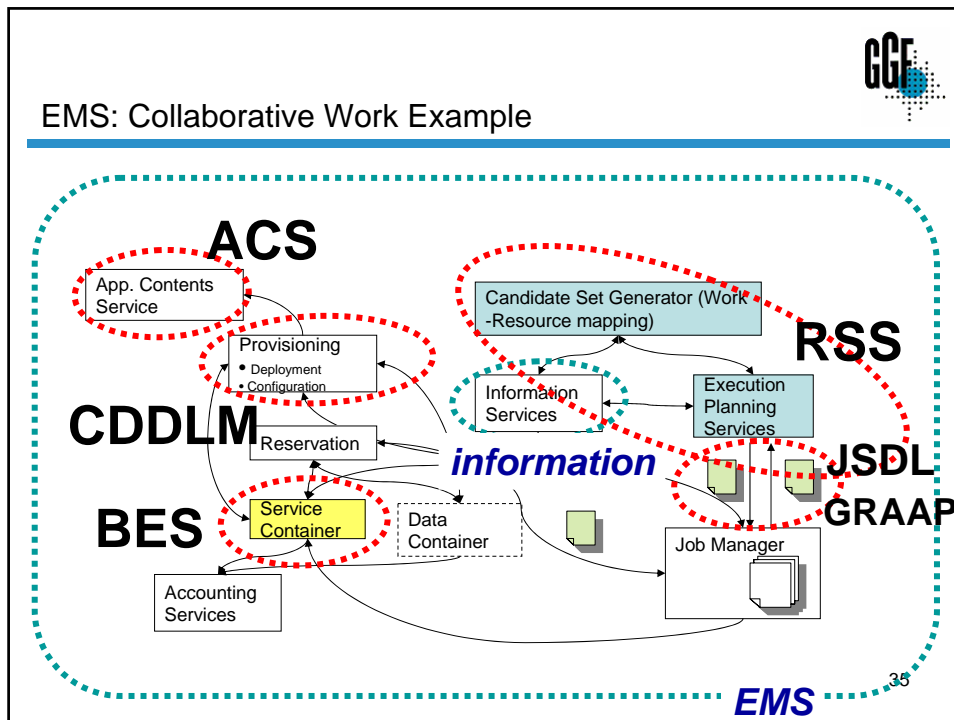 GGF
EMS: Collaborative Work Example
ACS
App. Contents
Service
Candidate Set Generator (Work
-Resource mapping)
RSS
Provisioning
• Deployment
• Configuration
Information
Services
Execution
Planning
Services
CDDLM
Reservation
information
JSDL
GRAAP
BES
Service
Container
Data
Container
Job Manager
Accounting
Services
35
EMS